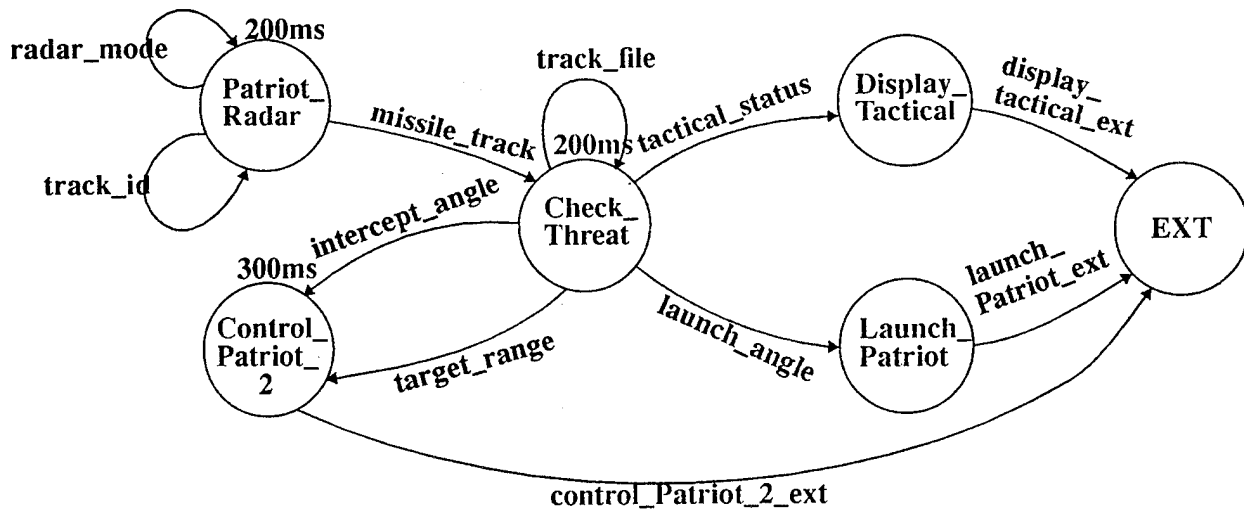 200ms
radar_mode
Patriot_
Radar
track_id
missile_track
track_file
200ms
Check_
Threat
tactical_status
Display_
Tactical
display_
tactical_ext
EXT
intercept_angle
300ms
Control_
Patriot_
2
target_range
launch_angle
Launch_
Patriot
launch_
Patriot_ext
control_Patriot_2_ext